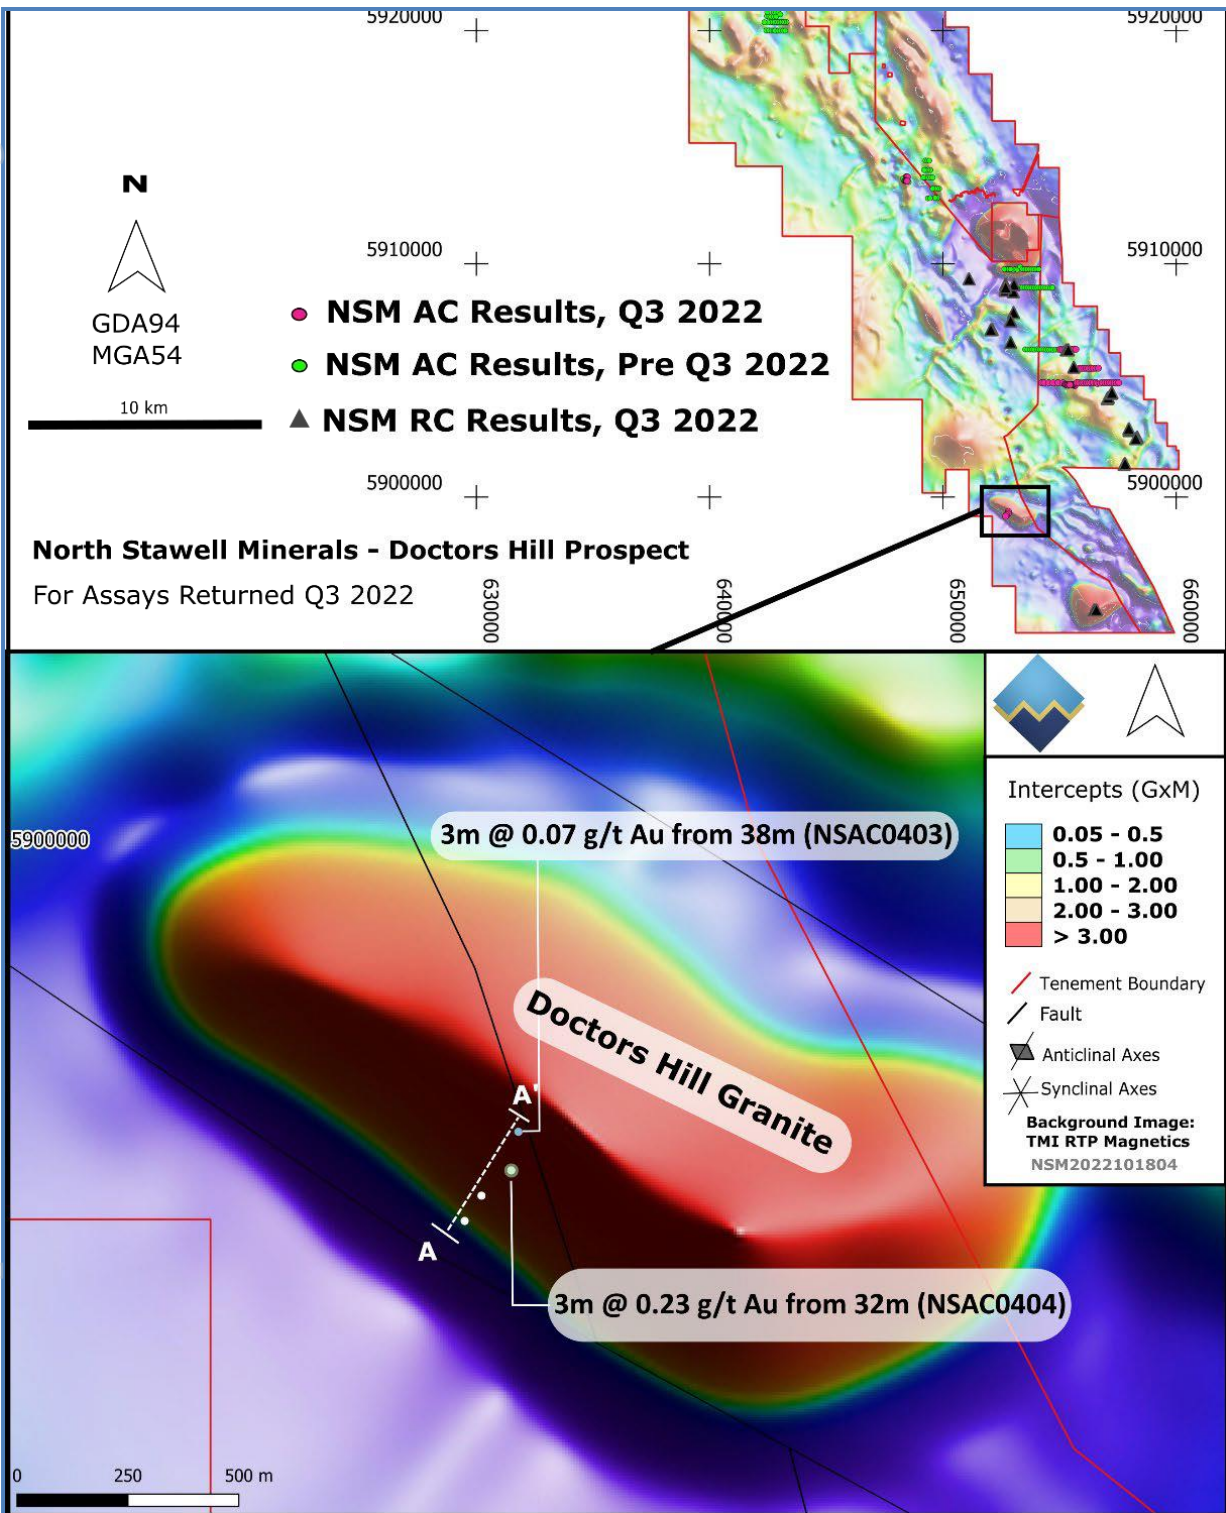 5920000
5920000
N
GDA94
MGA54
10 km
5910000
5910000
NSM AC Results, Q3 2022
NSM AC Results, Pre Q3 2022
NSM RC Results, Q3 2022
5900000
5900000
North Stawell Minerals - Doctors Hill Prospect
For Assays Returned Q3 2022
630000
640000
650000
660000
5900000
3m @ 0.07 g/t Au from 38m (NSAC0403)
Doctors Hill Granite
A'
A
3m @ 0.23 g/t Au from 32m (NSAC0404)
0 250 500 m
Intercepts (GxM)
0.05 - 0.5
0.5 - 1.00
1.00 - 2.00
2.00 - 3.00
> 3.00
Tenement Boundary
Fault
Anticlinal Axes
Synclinal Axes
Background Image:
TMI RTP Magnetics
NSM2022101804